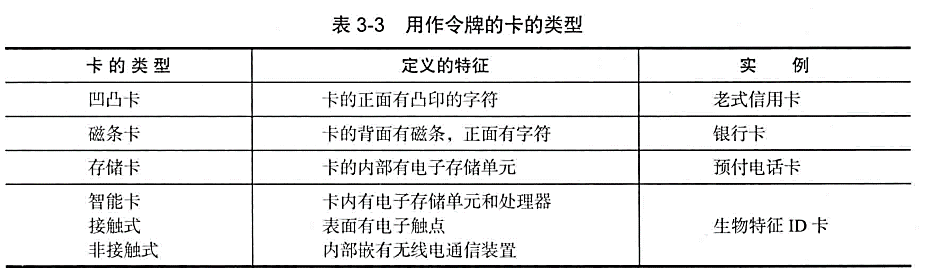 表 3-3 用作令牌的卡的类型
卡的类型 定义的特征 实例
凹凸卡 卡的正面有凸印的字符 老式信用卡
磁条卡 卡的背面有磁条，正面有字符 银行卡
存储卡 卡的内部有电子存储单元 预付电话卡
智能卡 卡内有电子存储单元和处理器
接触式 表面有电子触点 生物特征 ID 卡
非接触式 内部嵌有无线电通信装置